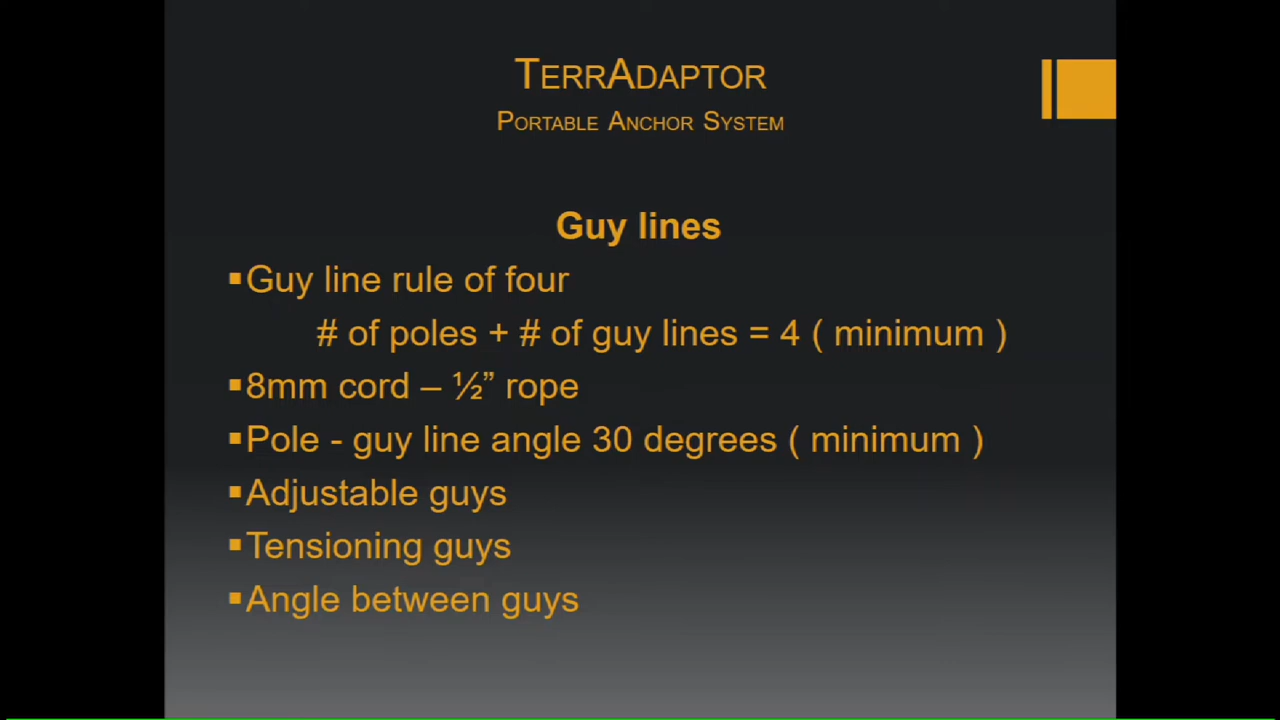 TERRADAPTOR
PORTABLE ANCHOR SYSTEM
Guy lines
▪Guy line rule of four
# of poles + # of guy lines = 4 ( minimum )
▪8mm cord – ½” rope
▪Pole - guy line angle 30 degrees ( minimum )
▪Adjustable guys
▪Tensioning guys
▪Angle between guys